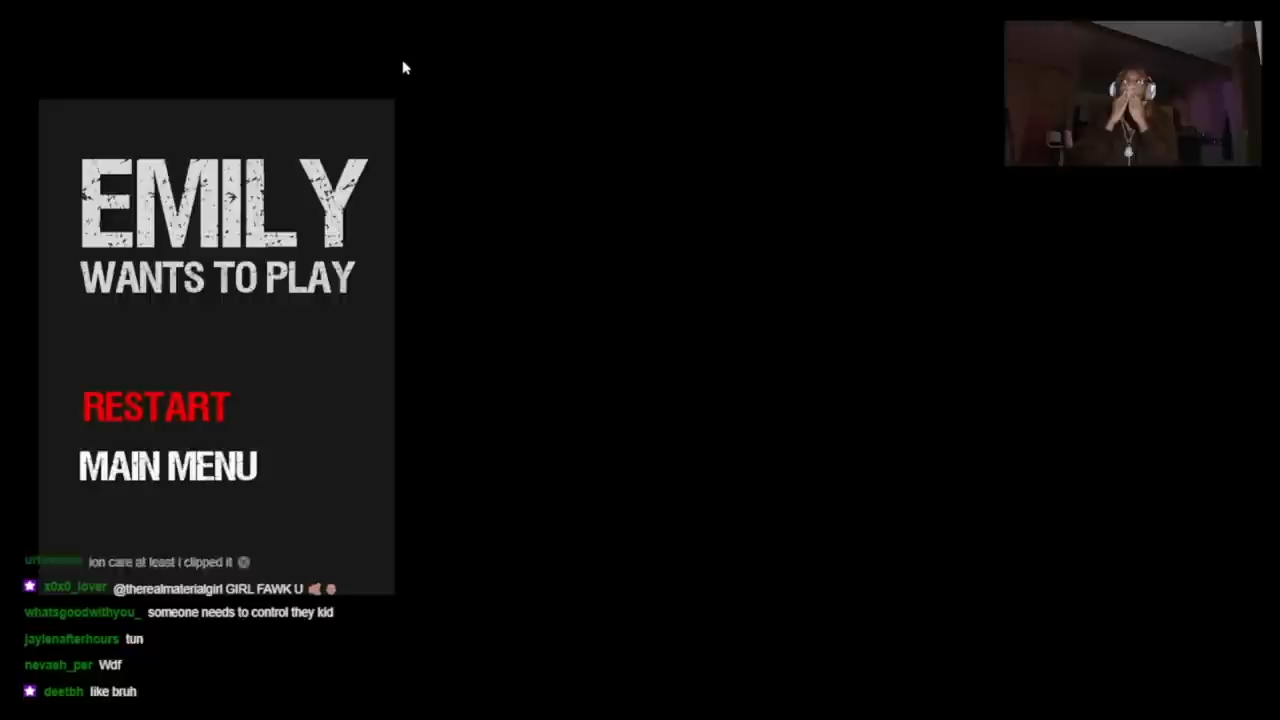 EMILY
WANTS TO PLAY
RESTART
MAIN MENU
ion care at least i clipped it
x0x0_lover @therealmaterialgirl GIRL FAWK U
whatsgoodwithyou_ someone needs to control they kid
jaylenafterhours tun
nevaeh_per Wdf
deetbh like bruh